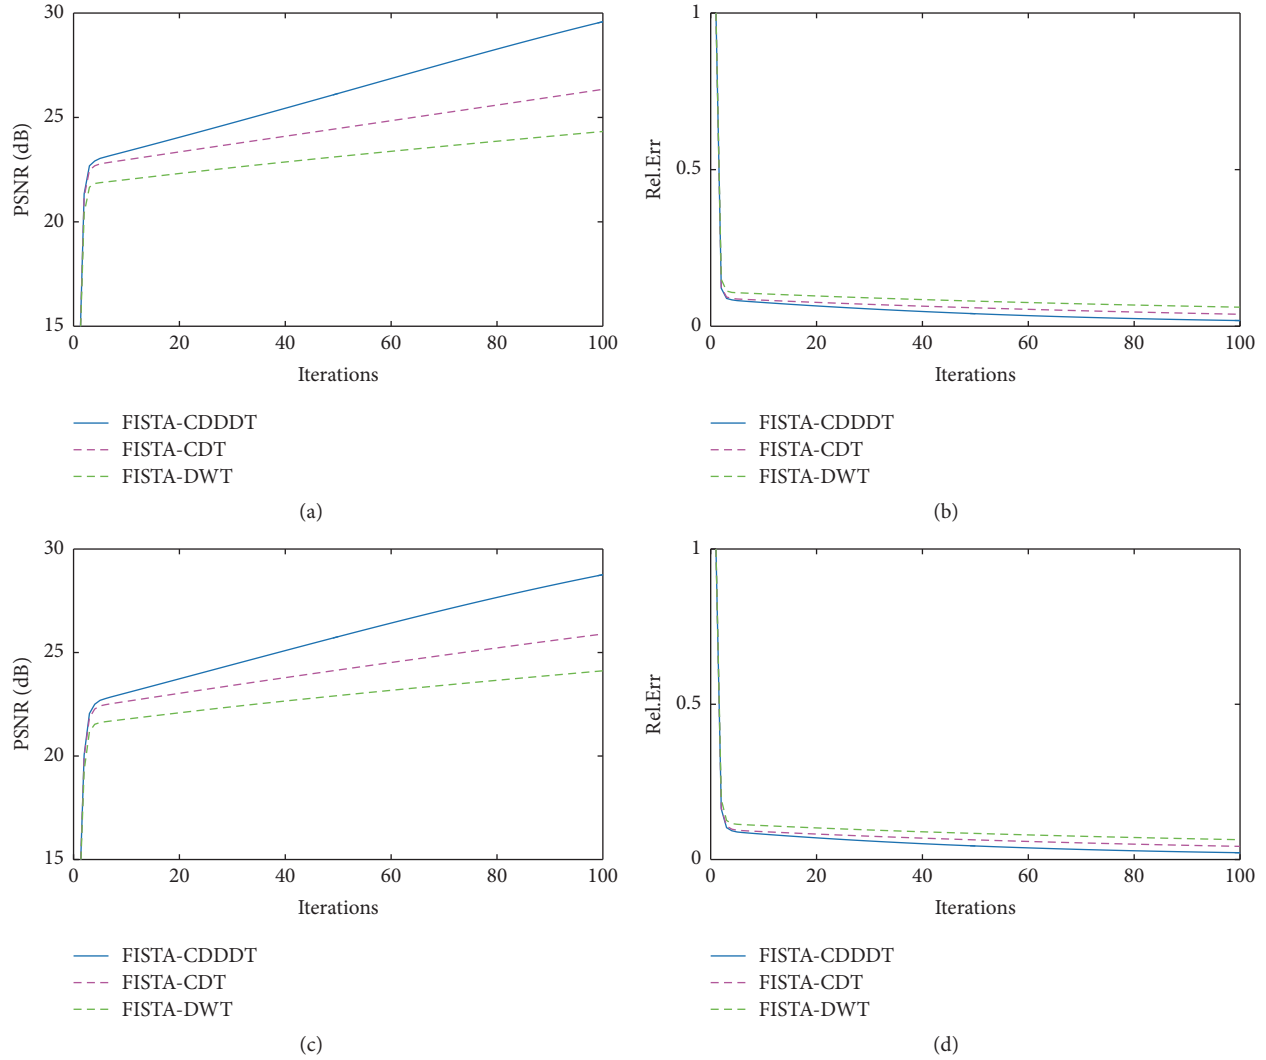 30
25
20
15
PSNR (dB)
0 20 40 60 80 100
Iterations
FISTA-CDDDT
FISTA-CDT
FISTA-DWT
(a)
1
0.5
0
Rel.Err
0 20 40 60 80 100
Iterations
FISTA-CDDDT
FISTA-CDT
FISTA-DWT
(b)
30
25
20
15
PSNR (dB)
0 20 40 60 80 100
Iterations
FISTA-CDDDT
FISTA-CDT
FISTA-DWT
(c)
1
0.5
0
Rel.Err
0 20 40 60 80 100
Iterations
FISTA-CDDDT
FISTA-CDT
FISTA-DWT
(d)